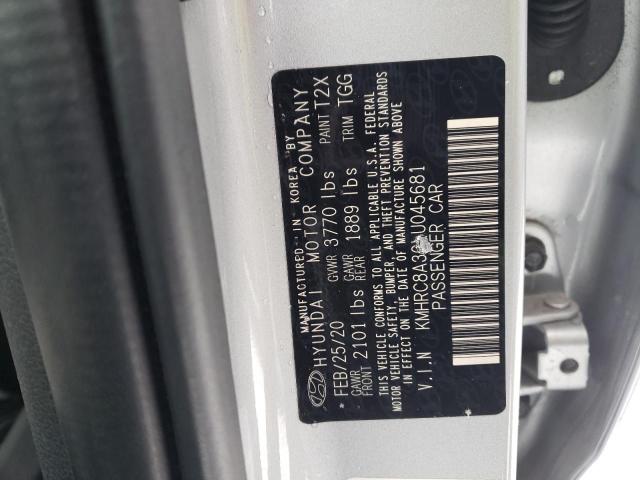 MANUFACTURED IN KOREA BY
HYUNDAI MOTOR COMPANY
FEB/25/20 GVWR 3770 lbs PAINT T2X
GAWR FRONT 2101 lbs GAWR REAR 1889 lbs TRIM TGG
THIS VEHICLE CONFORMS TO ALL APPLICABLE U.S.A. FEDERAL
MOTOR VEHICLE SAFETY, BUMPER, AND THEFT PREVENTION STANDARDS
IN EFFECT ON THE DATE OF MANUFACTURE SHOWN ABOVE
V.I.N
PASSENGER CAR